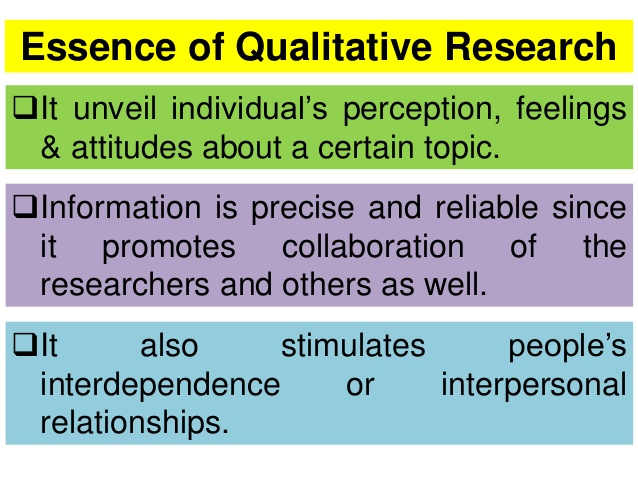 Essence of Qualitative Research
❑It unveil individual’s perception, feelings
& attitudes about a certain topic.
❑Information is precise and reliable since
it promotes collaboration of the
researchers and others as well.
❑It also stimulates people’s
interdependence or interpersonal
relationships.